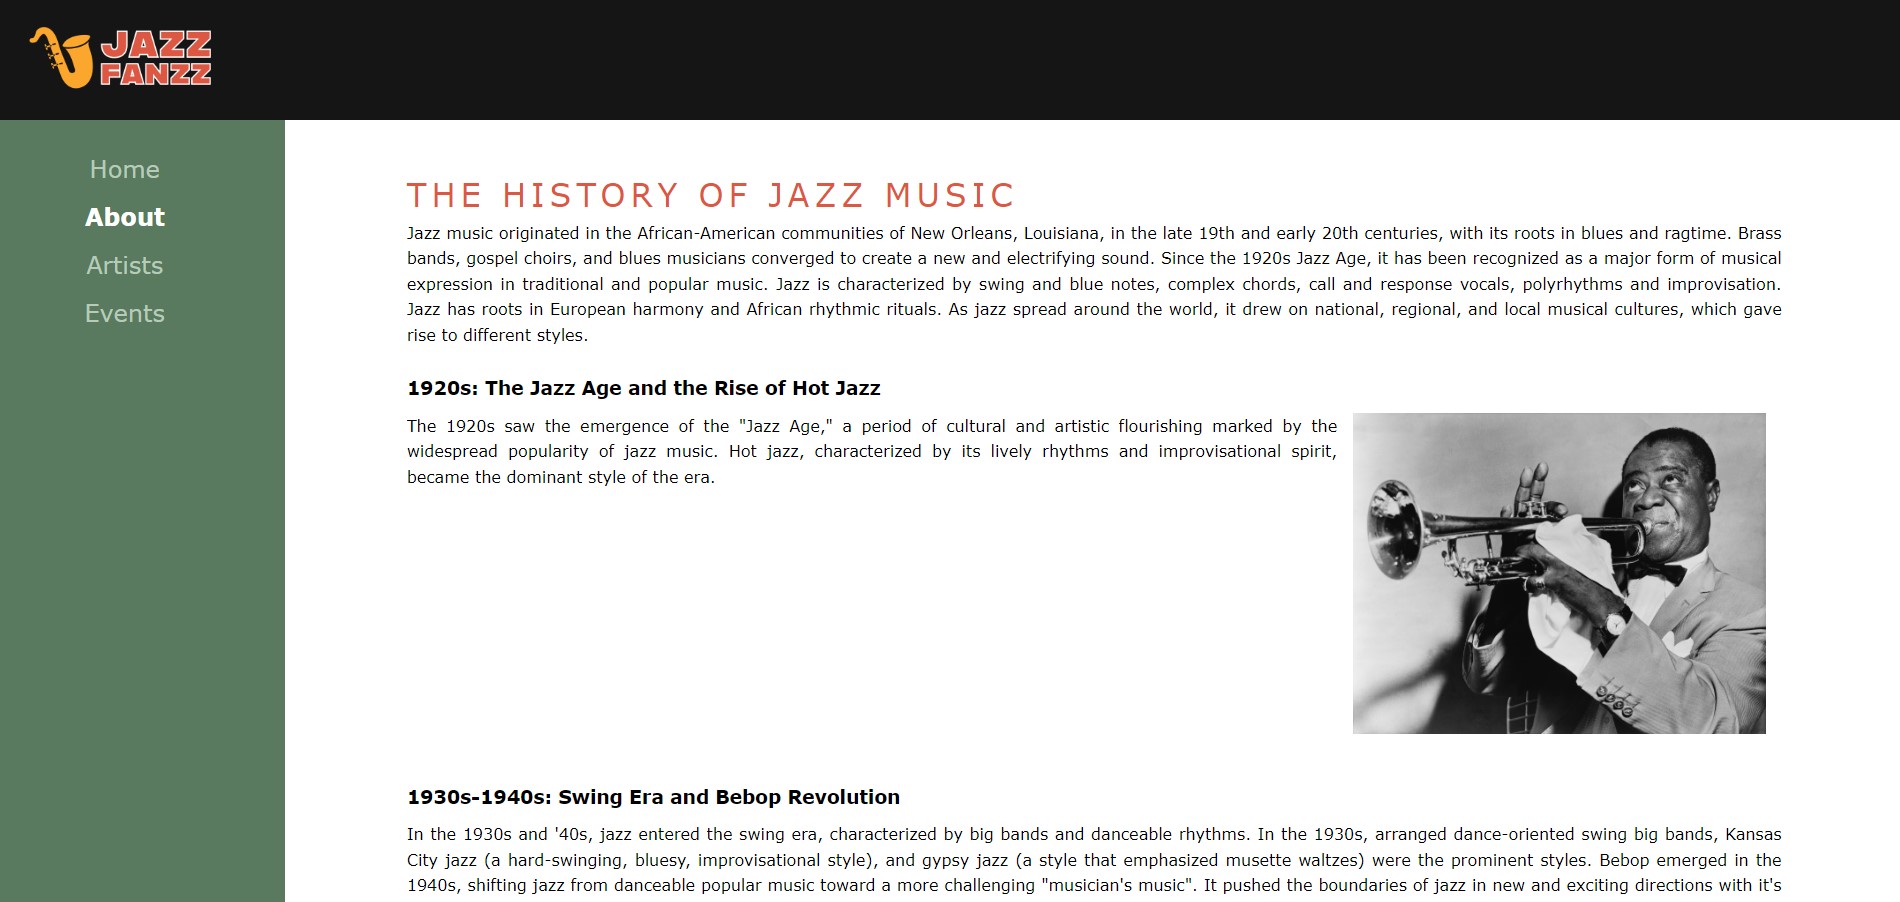 JAZZ
FANZZ
Home
About
Artists
Events
THE HISTORY OF JAZZ MUSIC
Jazz music originated in the African-American communities of New Orleans, Louisiana, in the late 19th and early 20th centuries, with its roots in blues and ragtime. Brass
bands, gospel choirs, and blues musicians converged to create a new and electrifying sound. Since the 1920s Jazz Age, it has been recognized as a major form of musical
expression in traditional and popular music. Jazz is characterized by swing and blue notes, complex chords, call and response vocals, polyrhythms and improvisation.
Jazz has roots in European harmony and African rhythmic rituals. As jazz spread around the world, it drew on national, regional, and local musical cultures, which gave
rise to different styles.
1920s: The Jazz Age and the Rise of Hot Jazz
The 1920s saw the emergence of the "Jazz Age," a period of cultural and artistic flourishing marked by the
widespread popularity of jazz music. Hot jazz, characterized by its lively rhythms and improvisational spirit,
became the dominant style of the era.
1930s-1940s: Swing Era and Bebop Revolution
In the 1930s and '40s, jazz entered the swing era, characterized by big bands and danceable rhythms. In the 1930s, arranged dance-oriented swing big bands, Kansas
City jazz (a hard-swinging, bluesy, improvisational style), and gypsy jazz (a style that emphasized musette waltzes) were the prominent styles. Bebop emerged in the
1940s, shifting jazz from danceable popular music toward a more challenging "musician's music". It pushed the boundaries of jazz in new and exciting directions with it's